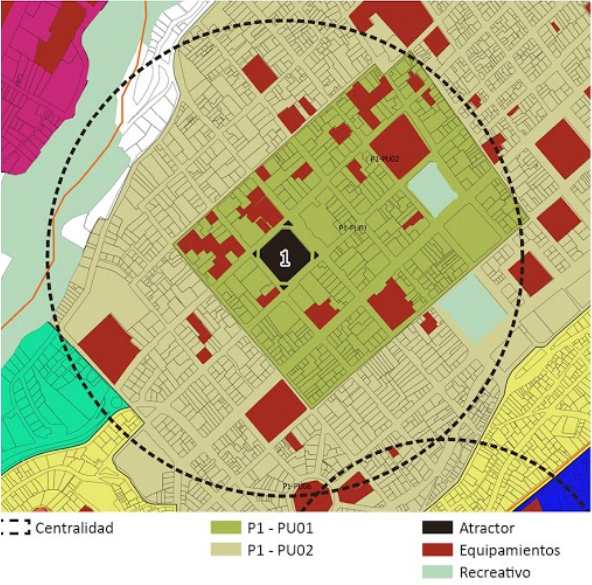 P1-PU02
P1-PU01
1
P1-PU06
Centralidad
P1 - PU01
Atractor
P1 - PU02
Equipamientos
Recreativo